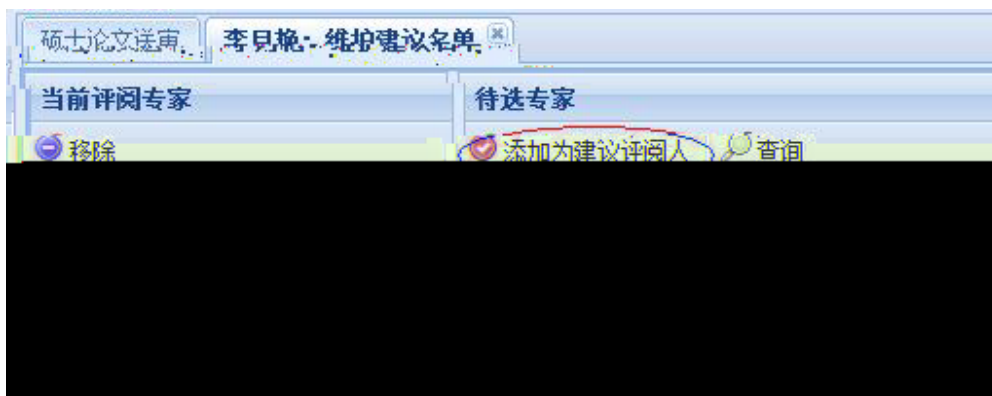 硕士论文送审
维护建议名单
当前评阅专家
待选专家
移除
添加为建议评阅人
查询